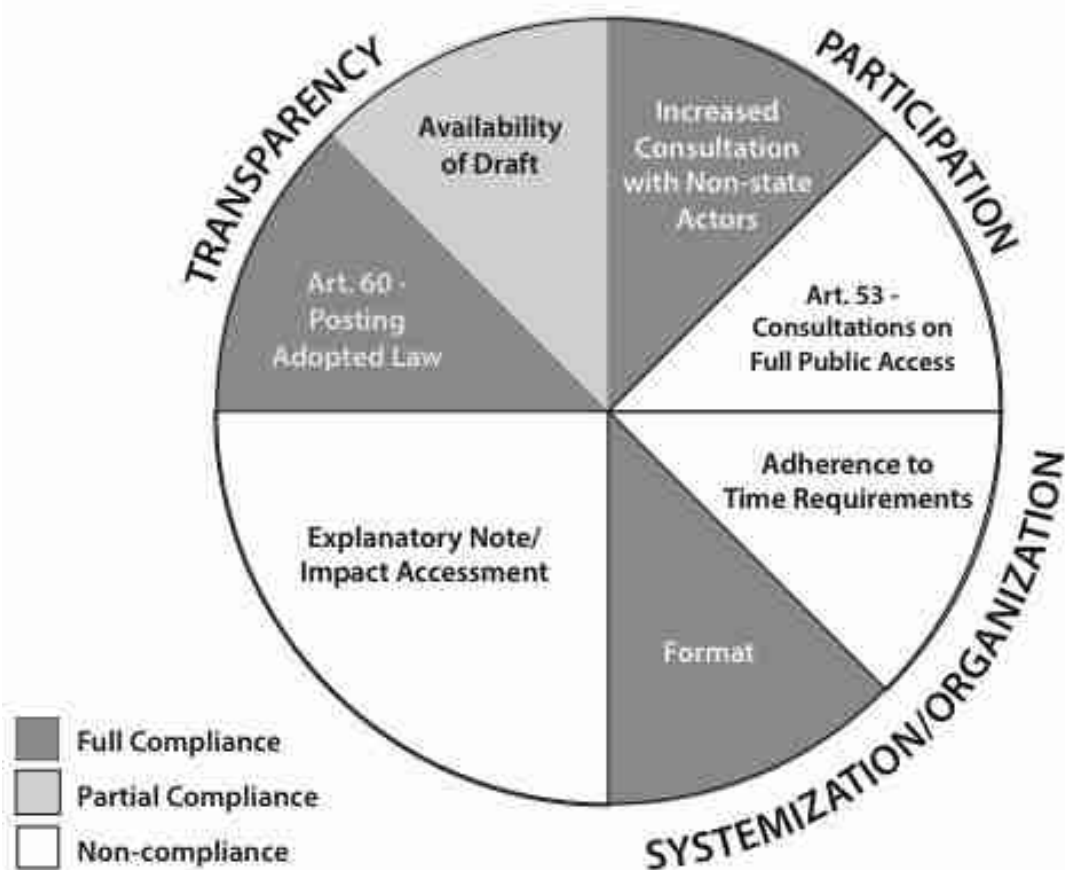 TRANSPARENCY
PARTICIPATION
Availability
of Draft
Increased
Consultation
with Non-state
Actors
Art. 60 -
Posting
Adopted Law
Art. 53 -
Consultations on
Full Public Access
Adherence to
Time Requirements
Explanatory Note/
Impact Accessment
Format
SYSTEMIZATION/ORGANIZATION
Full Compliance
Partial Compliance
Non-compliance